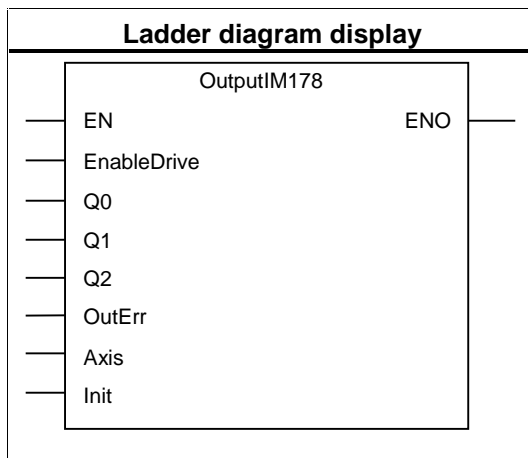 Ladder diagram display
OutputIM178
EN ENO
EnableDrive
Q0
Q1
Q2
OutErr
Axis
Init